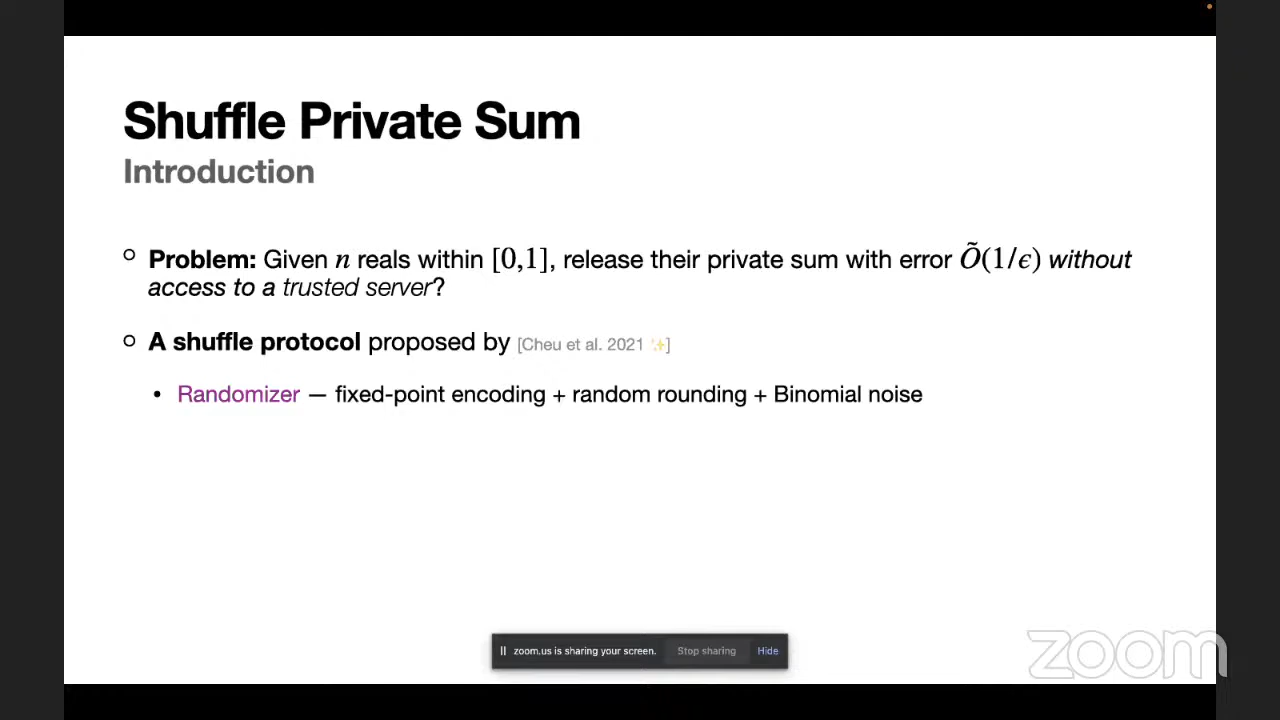 Shuffle Private Sum
Introduction
Problem: Given n reals within [0,1], release their private sum with error Õ(1/ϵ) without
access to a trusted server?
A shuffle protocol proposed by [Cheu et al. 2021 ✨]
• Randomizer — fixed-point encoding + random rounding + Binomial noise
zoom.us is sharing your screen. Stop sharing Hide
zoom